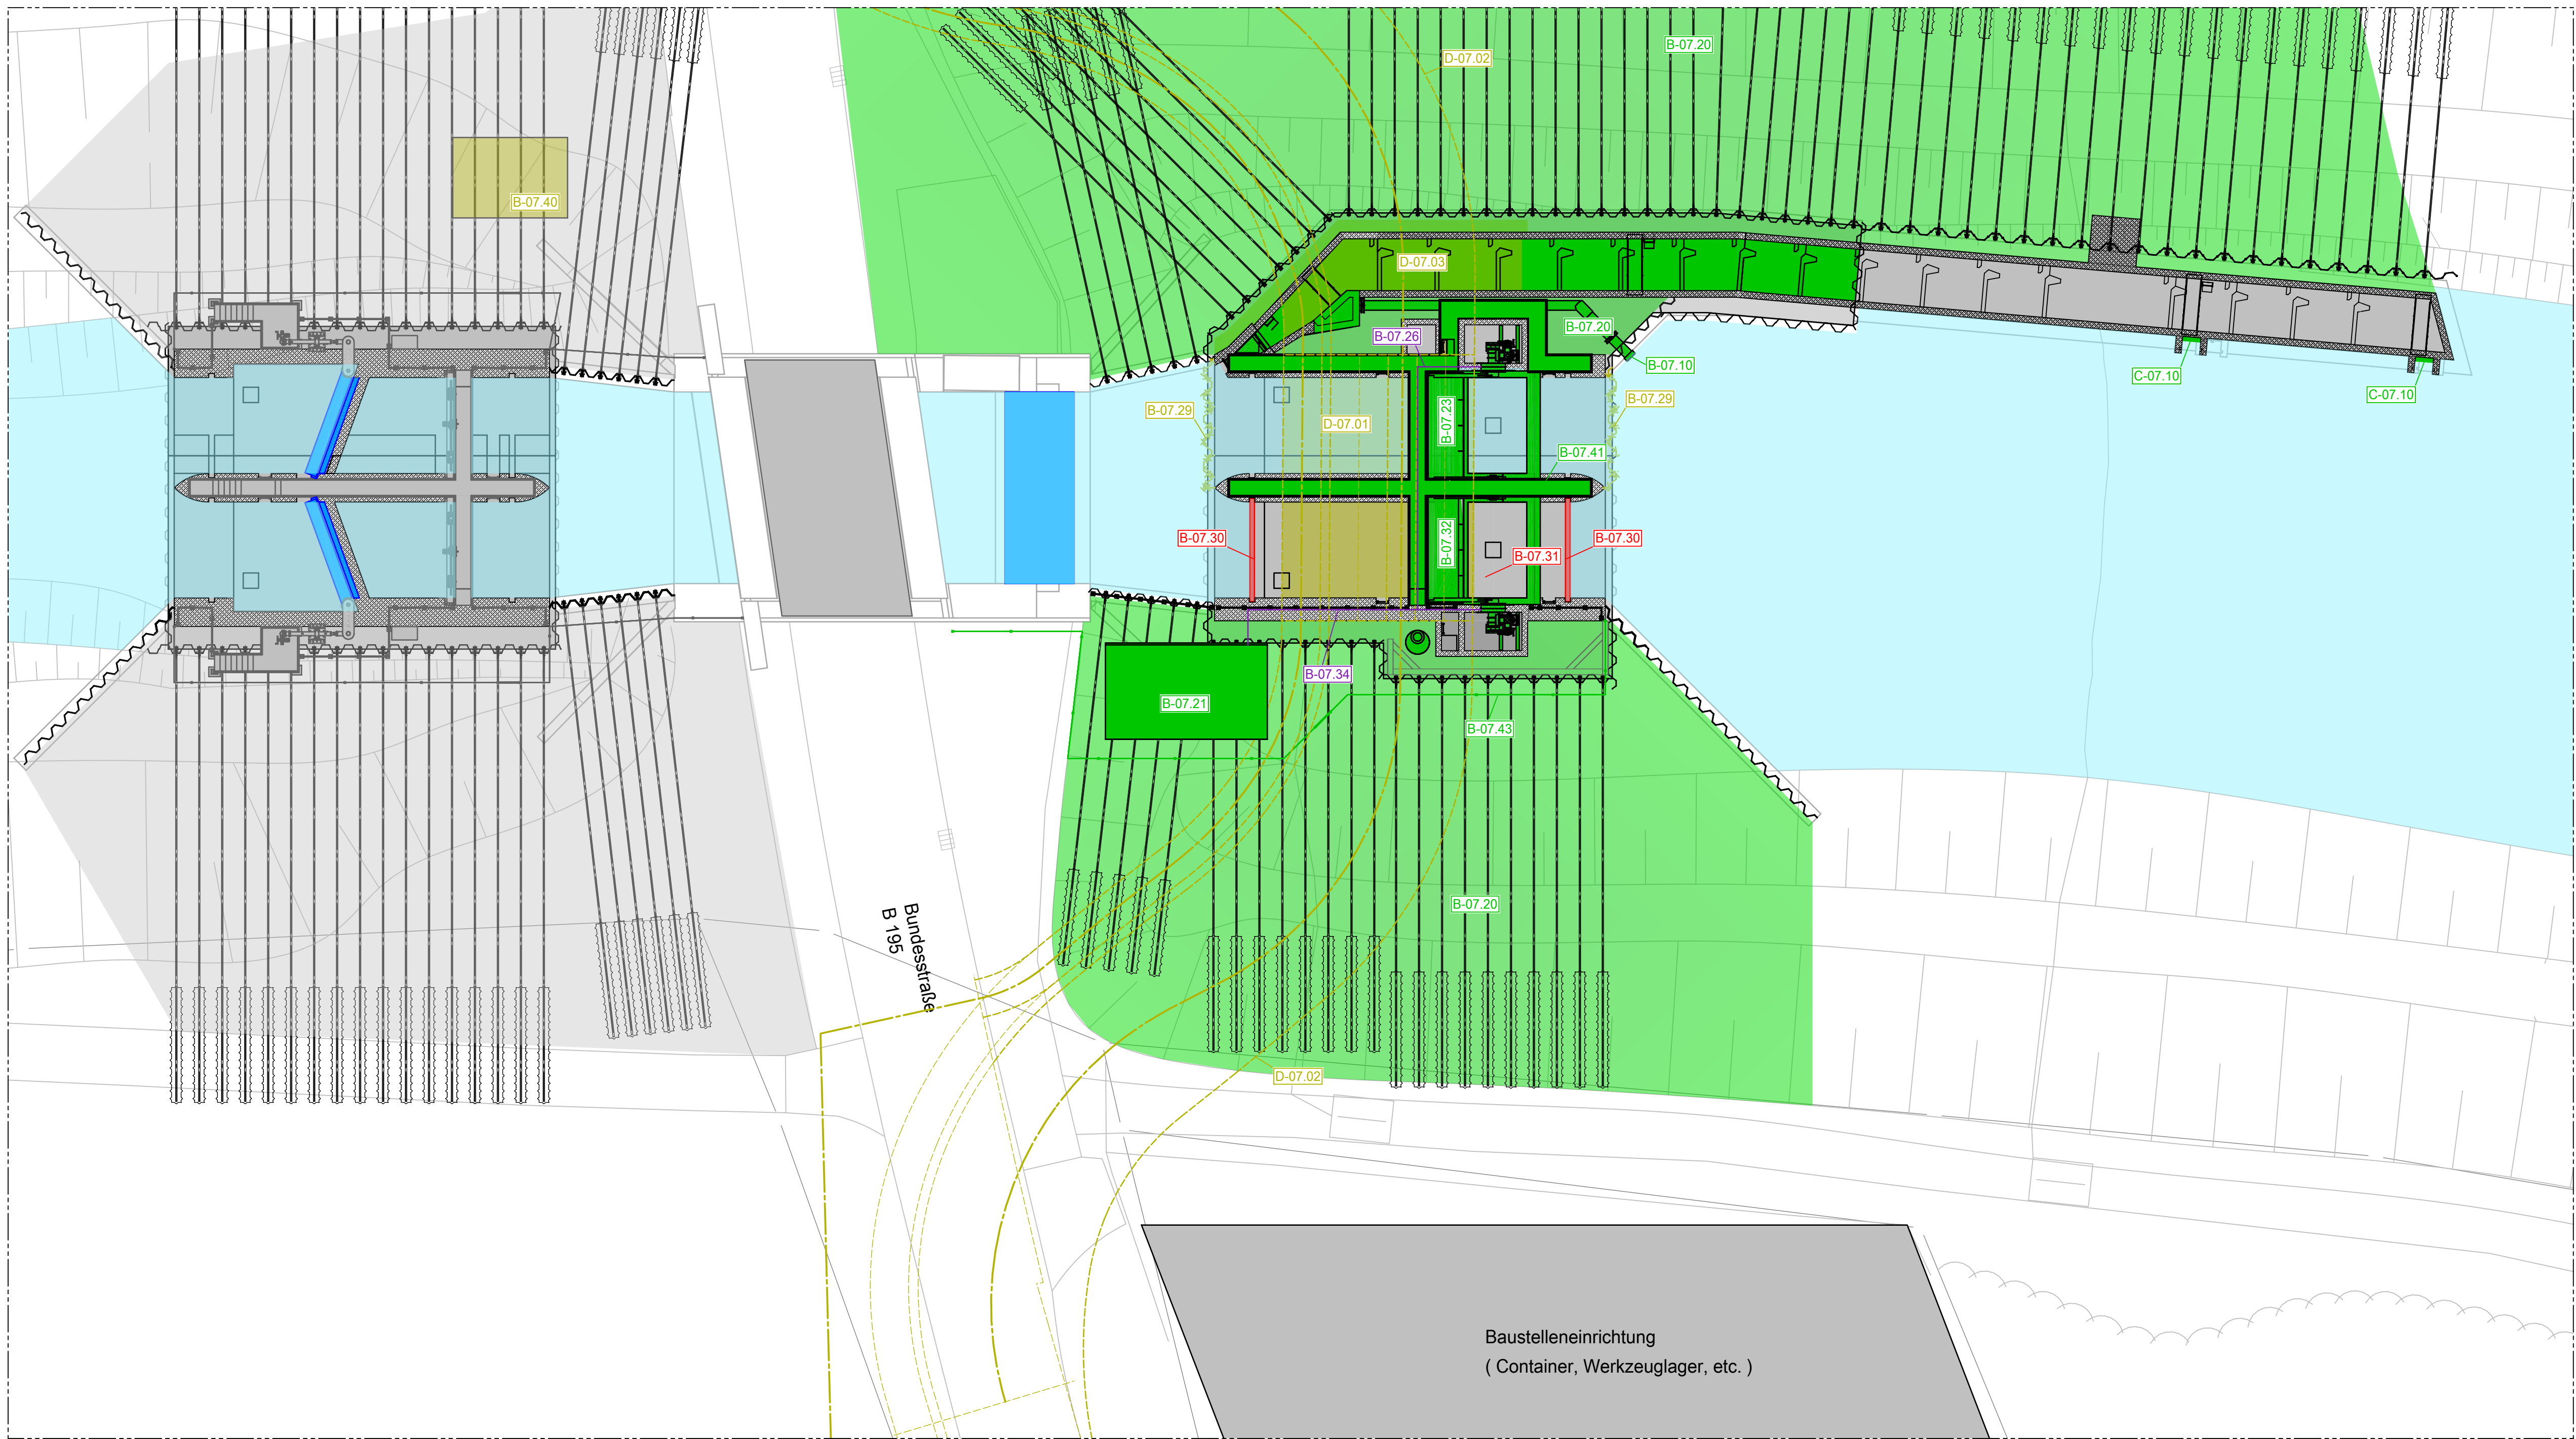 B-07.20
D-07.02
B-07.40
D-07.03
B-07.20
B-07.26
B-07.10
C-07.10
C-07.10
B-07.29
B-07.29
D-07.01
B-07.23
B-07.41
B-07.30
B-07.32
B-07.31
B-07.30
B-07.34
B-07.21
B-07.43
B-07.20
Bundesstraße
B 195
D-07.02
Baustelleneinrichtung
( Container, Werkzeuglager, etc. )